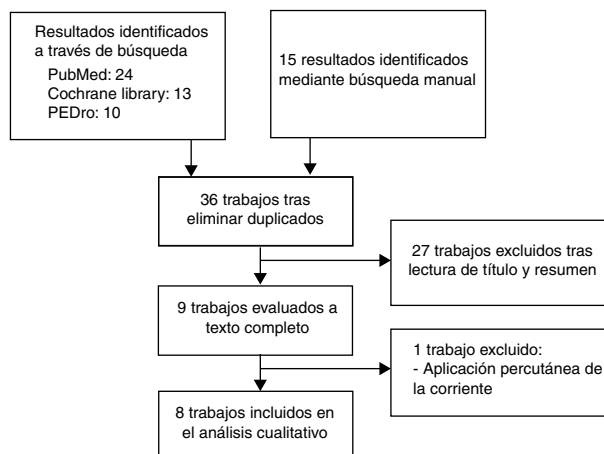 Resultados identificados
a través de búsqueda
PubMed: 24
Cochrane library: 13
PEDro: 10
15 resultados identificados
mediante búsqueda manual
36 trabajos tras
eliminar duplicados
27 trabajos excluidos tras
lectura de título y resumen
9 trabajos evaluados a
texto completo
1 trabajo excluido:
- Aplicación percutánea de
la corriente
8 trabajos incluidos en
el análisis cualitativo